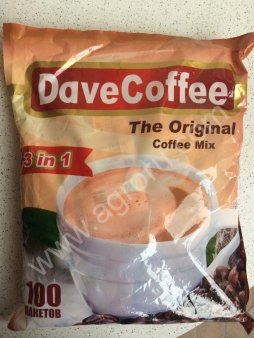 DaveCoffee
The Original
Coffee Mix
3 in 1
100
ПАКЕТОВ